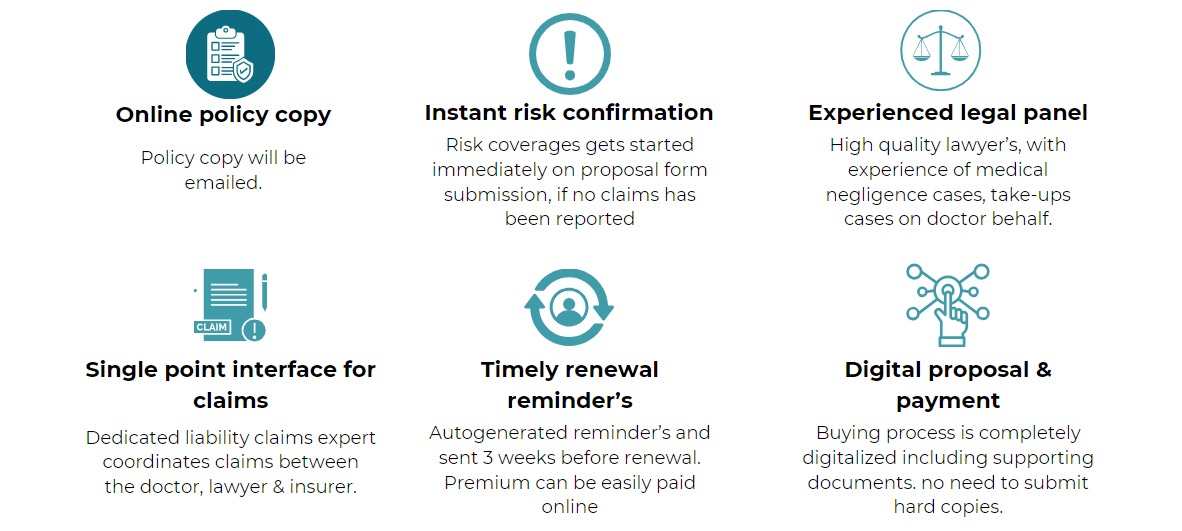 Online policy copy
Policy copy will be
emailed.
Instant risk confirmation
Risk coverages gets started
immediately on proposal form
submission, if no claims has
been reported
Experienced legal panel
High quality lawyer's, with
experience of medical
negligence cases, take-ups
cases on doctor behalf.
CLAIM
Single point interface for
claims
Dedicated liability claims expert
coordinates claims between
the doctor, lawyer & insurer.
Timely renewal
reminder's
Autogenerated reminder's and
sent 3 weeks before renewal.
Premium can be easily paid
online
Digital proposal &
payment
Buying process is completely
digitalized including supporting
documents. no need to submit
hard copies.